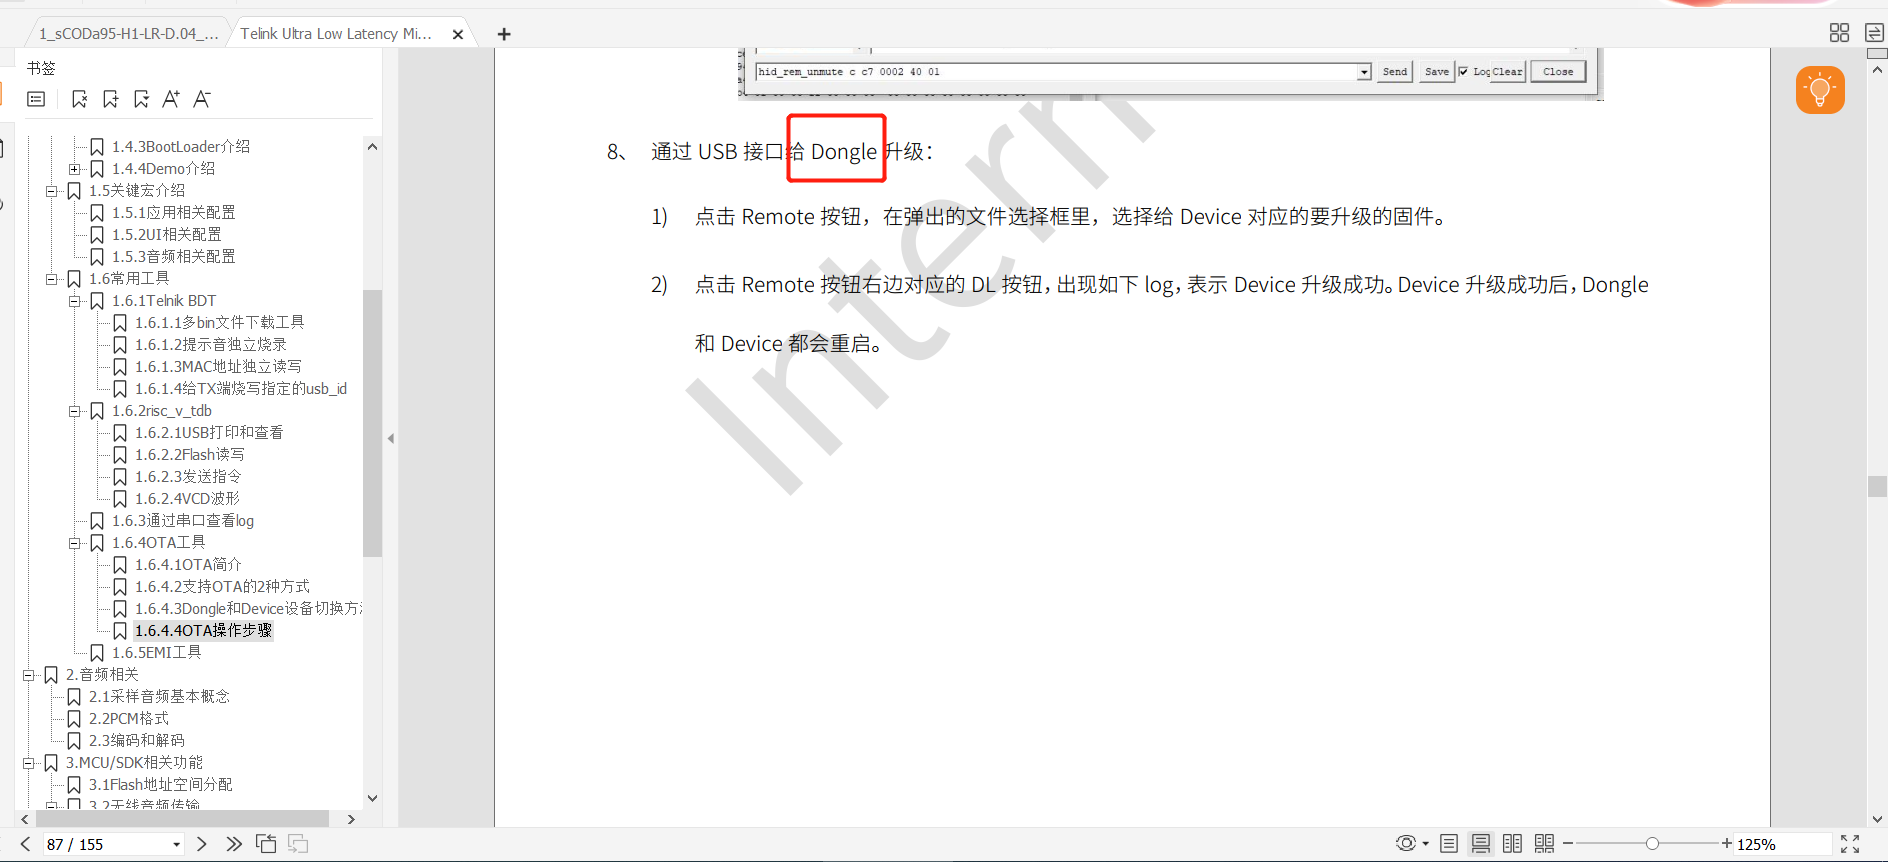 1_sCODa95-H1-LR-D.04_...
Telink Ultra Low Latency Mi...
书签
hid_rem_unmute c c7 0002 40 01
Send
Save
Log
Clear
Close
8、 通过 USB 接口给 Dongle 升级：
1) 点击 Remote 按钮，在弹出的文件选择框里，选择给 Device 对应的要升级的固件。
2) 点击 Remote 按钮右边对应的 DL 按钮，出现如下 log，表示 Device 升级成功。Device 升级成功后，Dongle
和 Device 都会重启。
Intern
1.4.3BootLoader介绍
1.4.4Demo介绍
1.5关键宏介绍
1.5.1应用相关配置
1.5.2UI相关配置
1.5.3音频相关配置
1.6常用工具
1.6.1Telnik BDT
1.6.1.1多bin文件下载工具
1.6.1.2提示音独立烧录
1.6.1.3MAC地址独立读写
1.6.1.4给TX端烧写指定的usb_id
1.6.2risc_v_tdb
1.6.2.1USB打印和查看
1.6.2.2Flash读写
1.6.2.3发送指令
1.6.2.4VCD波形
1.6.3通过串口查看log
1.6.4OTA工具
1.6.4.1OTA简介
1.6.4.2支持OTA的2种方式
1.6.4.3Dongle和Device设备切换方
1.6.4.4OTA操作步骤
1.6.5EMI工具
2.音频相关
2.1采样音频基本概念
2.2PCM格式
2.3编码和解码
3.MCU/SDK相关功能
3.1Flash地址空间分配
3.2无线音频传输
87 / 155
125%